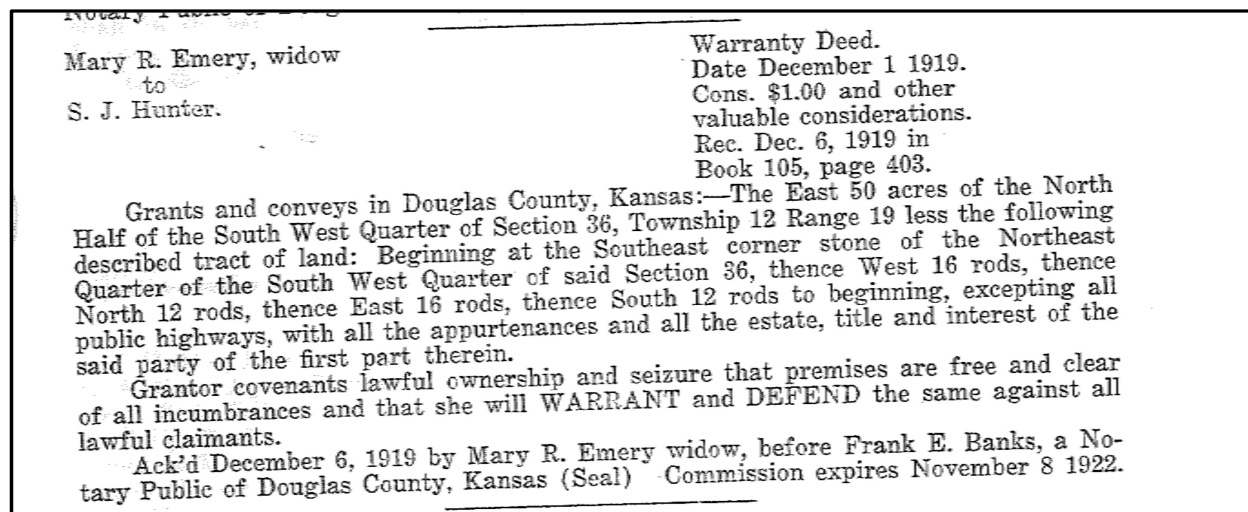 Notary Public of Doug
Mary R. Emery, widow
to
S. J. Hunter.
Warranty Deed.
Date December 1 1919.
Cons. $1.00 and other
valuable considerations.
Rec. Dec. 6, 1919 in
Book 105, page 403.
Grants and conveys in Douglas County, Kansas:—The East 50 acres of the North
Half of the South West Quarter of Section 36, Township 12 Range 19 less the following
described tract of land: Beginning at the Southeast corner stone of the Northeast
Quarter of the South West Quarter of said Section 36, thence West 16 rods, thence
North 12 rods, thence East 16 rods, thence South 12 rods to beginning, excepting all
public highways, with all the appurtenances and all the estate, title and interest of the
said party of the first part therein.
Grantor covenants lawful ownership and seizure that premises are free and clear
of all incumbrances and that she will WARRANT and DEFEND the same against all
lawful claimants.
Ack'd December 6, 1919 by Mary R. Emery widow, before Frank E. Banks, a No-
tary Public of Douglas County, Kansas (Seal) Commission expires November 8 1922.